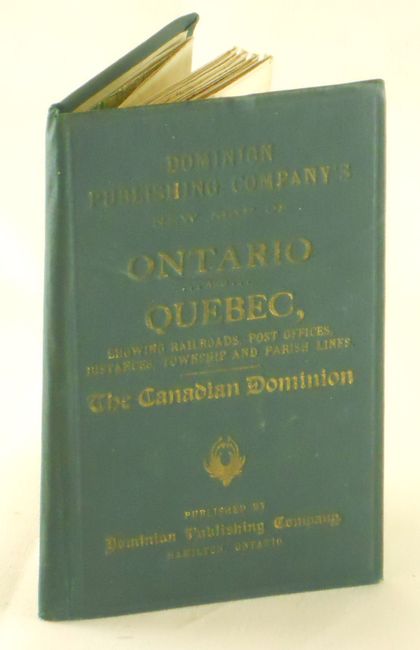 DOMINION
PUBLISHING COMPANY'S
NEW MAP OF
ONTARIO
QUEBEC,
SHOWING RAILROADS, POST OFFICES,
DISTANCES, TOWNSHIP AND PARISH LINES.
The Canadian Dominion
PUBLISHED BY
Dominion Publishing Company,
HAMILTON, ONTARIO